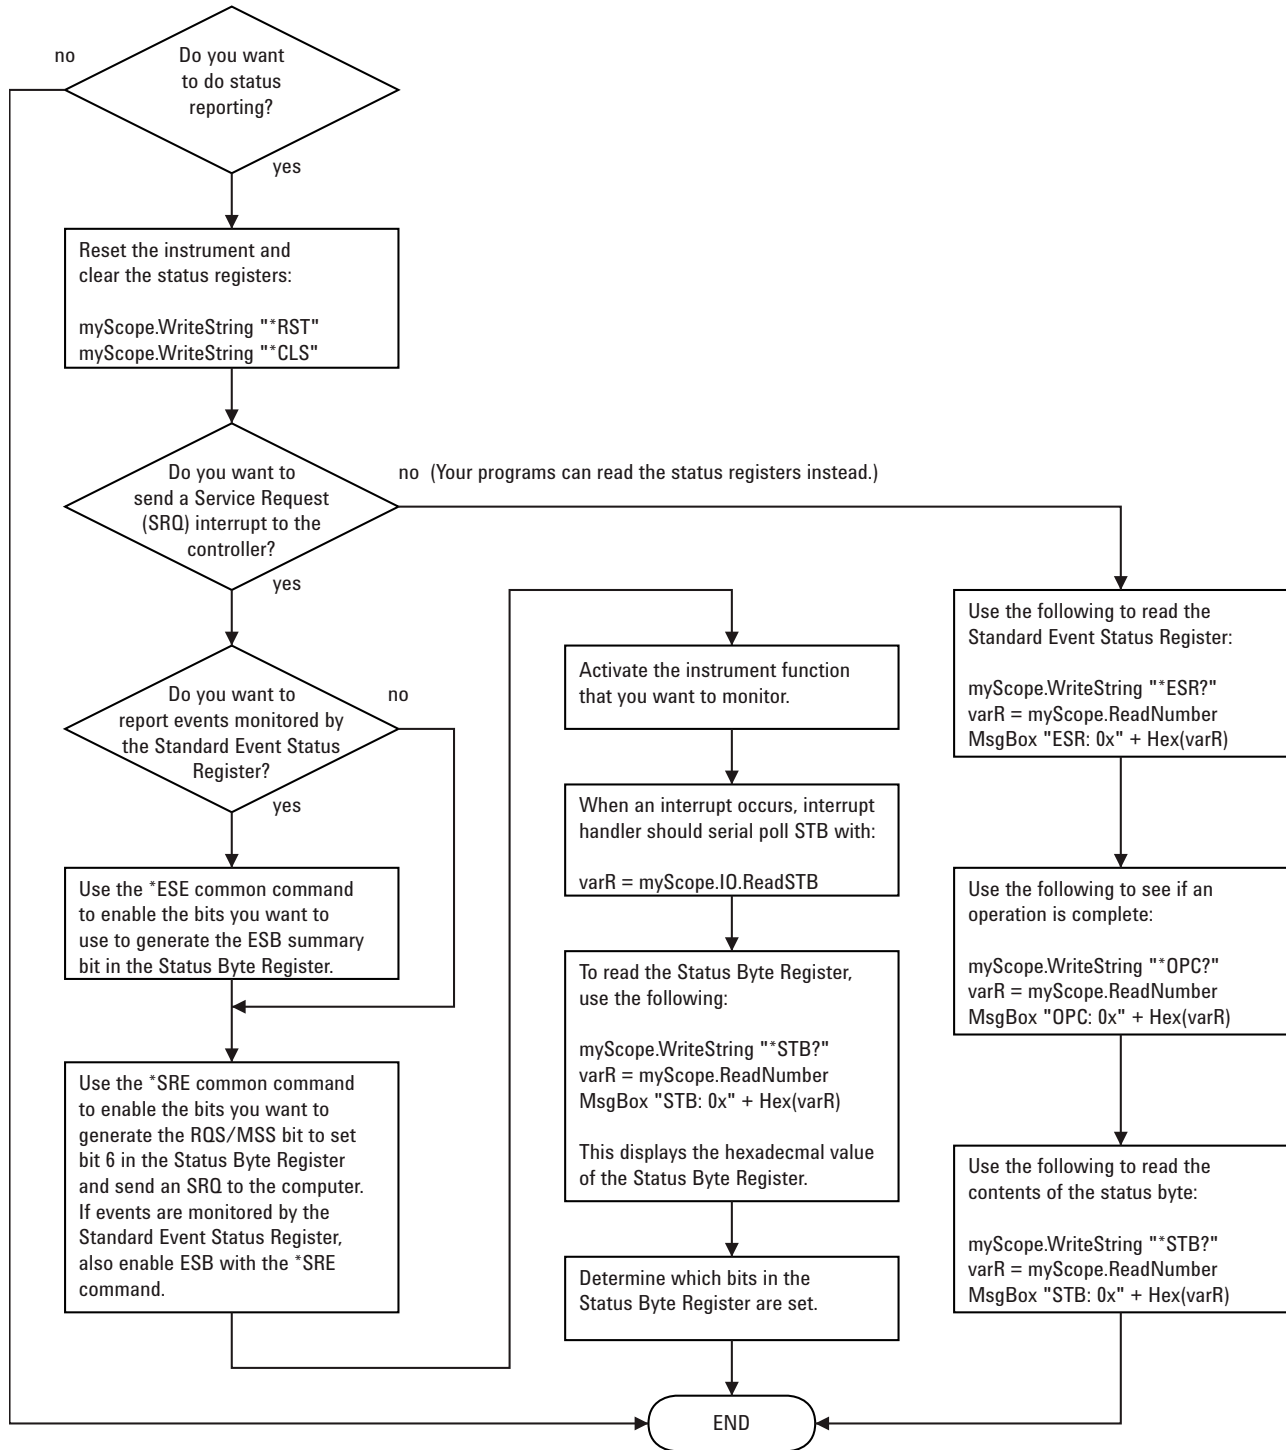 Do you want
to do status
reporting?
no
yes
Reset the instrument and
clear the status registers:
myScope.WriteString "*RST"
myScope.WriteString "*CLS"
Do you want to
send a Service Request
(SRQ) interrupt to the
controller?
no (Your programs can read the status registers instead.)
yes
Do you want to
report events monitored by
the Standard Event Status
Register?
no
yes
Use the *ESE common command
to enable the bits you want to
use to generate the ESB summary
bit in the Status Byte Register.
Use the *SRE common command
to enable the bits you want to
generate the RQS/MSS bit to set
bit 6 in the Status Byte Register
and send an SRQ to the computer.
If events are monitored by the
Standard Event Status Register,
also enable ESB with the *SRE
command.
Activate the instrument function
that you want to monitor.
When an interrupt occurs, interrupt
handler should serial poll STB with:
varR = myScope.IO.ReadSTB
To read the Status Byte Register,
use the following:
myScope.WriteString "*STB?"
varR = myScope.ReadNumber
MsgBox "STB: 0x" + Hex(varR)
This displays the hexadecmal value
of the Status Byte Register.
Determine which bits in the
Status Byte Register are set.
Use the following to read the
Standard Event Status Register:
myScope.WriteString "*ESR?"
varR = myScope.ReadNumber
MsgBox "ESR: 0x" + Hex(varR)
Use the following to see if an
operation is complete:
myScope.WriteString "*OPC?"
varR = myScope.ReadNumber
MsgBox "OPC: 0x" + Hex(varR)
Use the following to read the
contents of the status byte:
myScope.WriteString "*STB?"
varR = myScope.ReadNumber
MsgBox "STB: 0x" + Hex(varR)
END